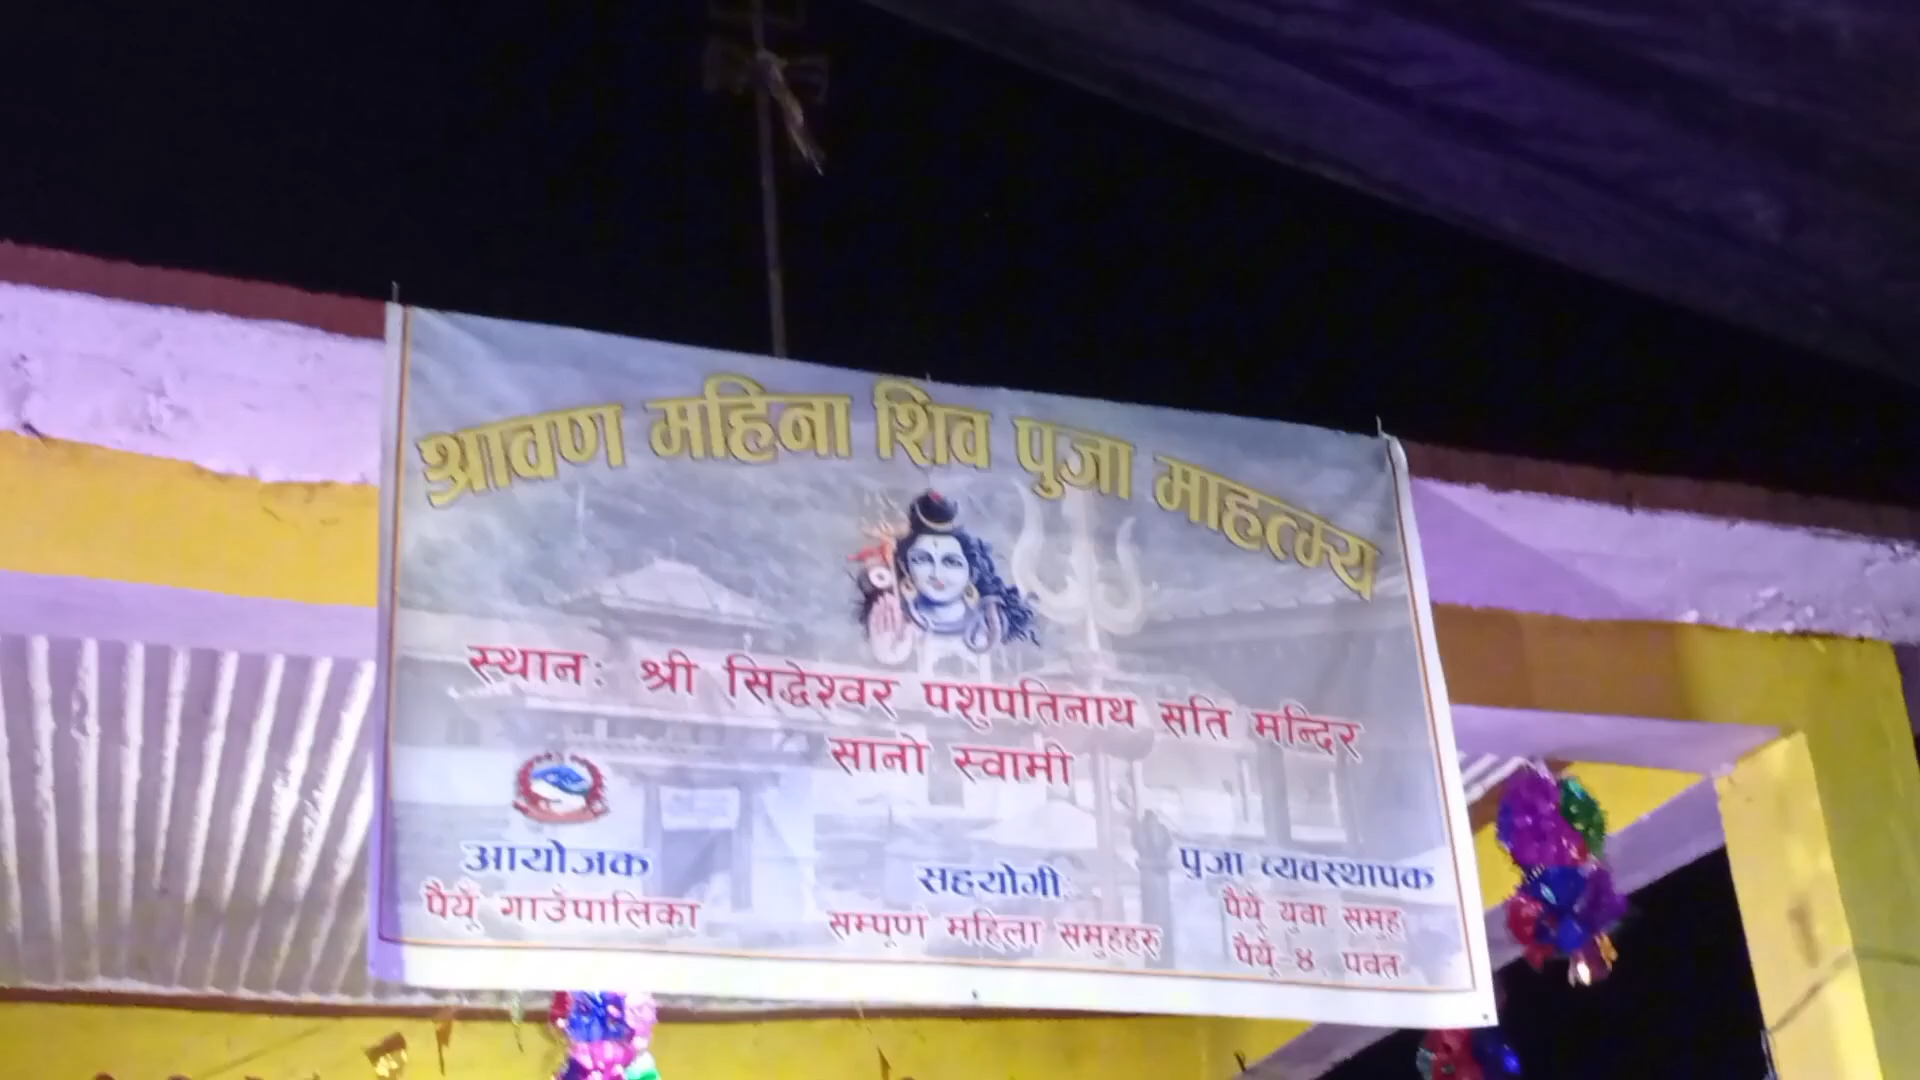 श्रावण महिना शिव पुजा माहत्म्य
स्थान: श्री सिद्धेश्वर पशुपतिनाथ सति मन्दिर
सानो स्वामी
आयोजक
पैयूँ गाउँपालिका
सहयोगी:
सम्पूर्ण महिला समुहहरु
पुजा व्यवस्थापक
पैयूँ युवा समुह
पैयूँ-४, पर्वत